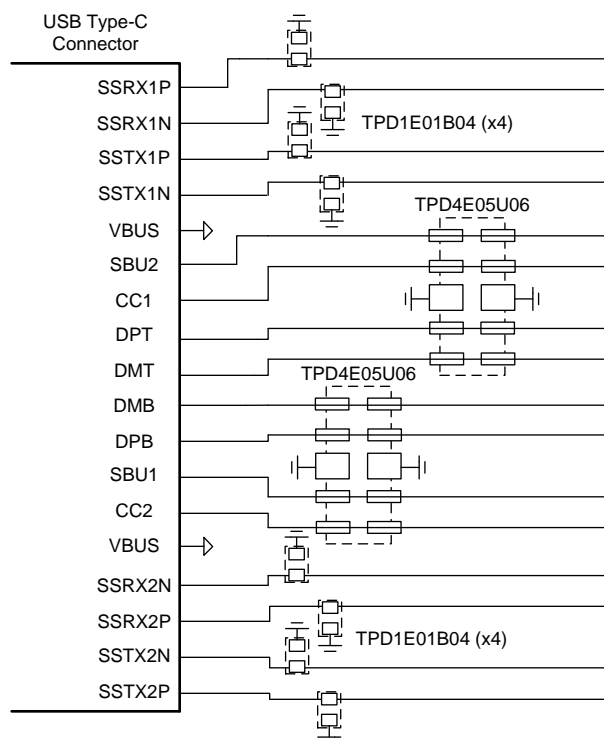 USB Type-C
Connector
SSRX1P
SSRX1N
TPD1E01B04 (x4)
SSTX1P
SSTX1N
TPD4E05U06
VBUS
SBU2
CC1
DPT
DMT
TPD4E05U06
DMB
DPB
SBU1
CC2
VBUS
SSRX2N
SSRX2P
TPD1E01B04 (x4)
SSTX2N
SSTX2P